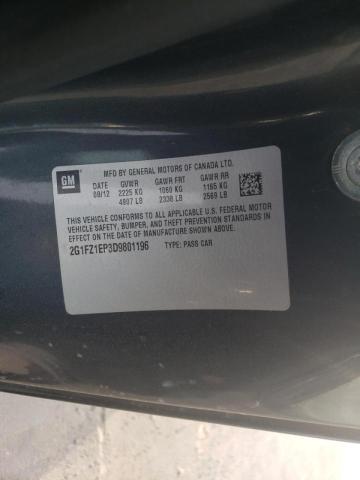 GM
MFD BY GENERAL MOTORS OF CANADA LTD.
DATE GVWR GAWR FRT GAWR RR
09/12 2225 KG 1060 KG 1165 KG
4907 LB 2338 LB 2569 LB
THIS VEHICLE CONFORMS TO ALL APPLICABLE U.S. FEDERAL MOTOR
VEHICLE SAFETY, BUMPER, AND THEFT PREVENTION STANDARDS
IN EFFECT ON THE DATE OF MANUFACTURE SHOWN ABOVE.
2G1FZ1EP3D9801196 TYPE: PASS CAR